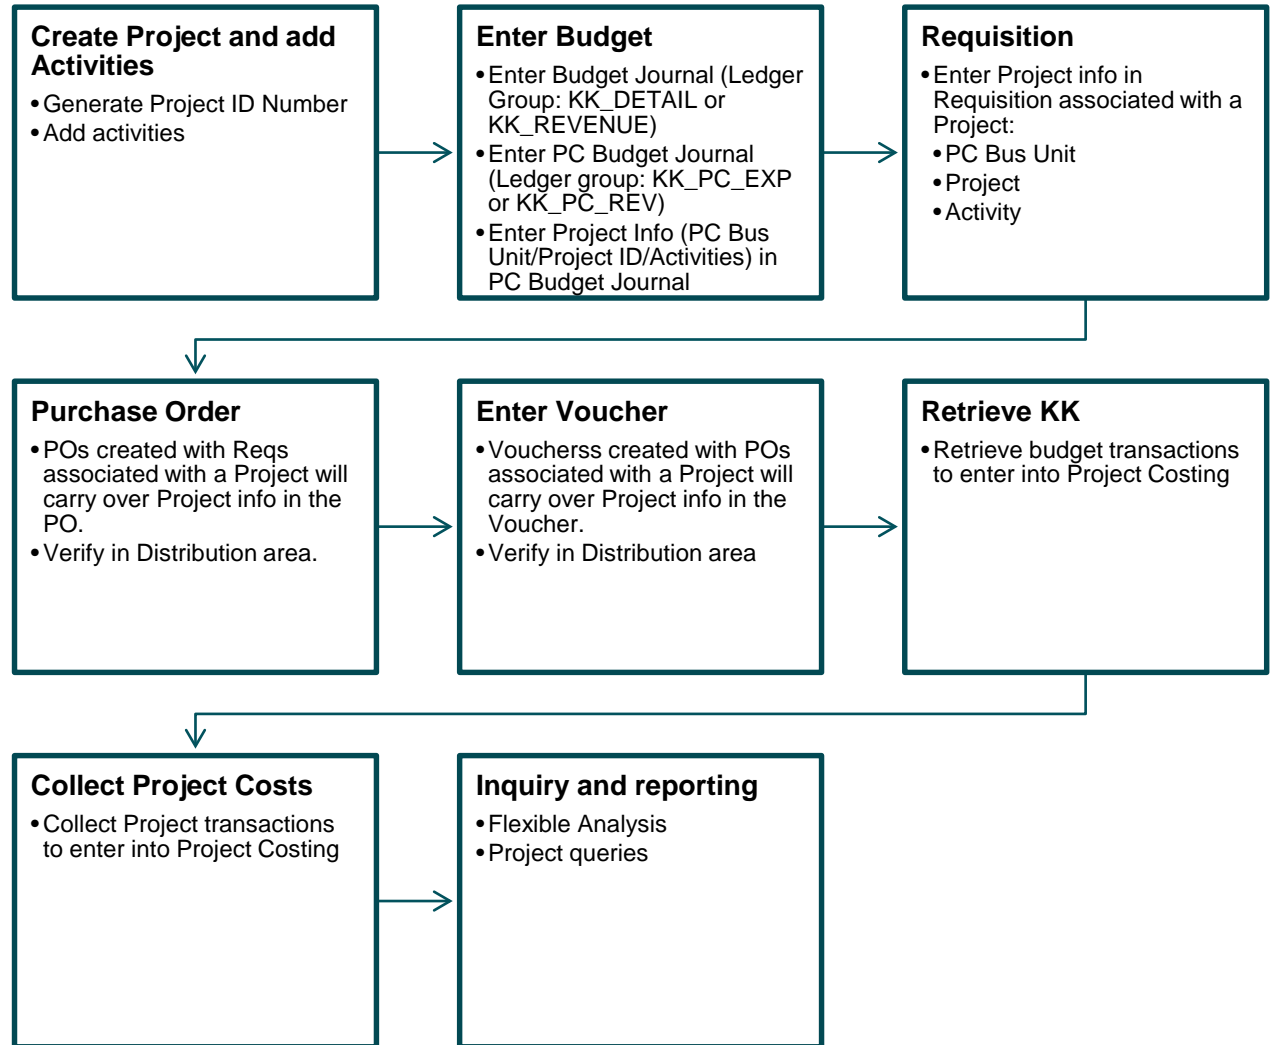 Create Project and add
Activities
•Generate Project ID Number
•Add activities
Enter Budget
•Enter Budget Journal (Ledger
Group: KK_DETAIL or
KK_REVENUE)
•Enter PC Budget Journal
(Ledger group: KK_PC_EXP
or KK_PC_REV)
•Enter Project Info (PC Bus
Unit/Project ID/Activities) in
PC Budget Journal
Requisition
•Enter Project info in
Requisition associated with a
Project:
•PC Bus Unit
•Project
•Activity
Purchase Order
•POs created with Reqs
associated with a Project will
carry over Project info in the
PO.
•Verify in Distribution area.
Enter Voucher
•Voucherss created with POs
associated with a Project will
carry over Project info in the
Voucher.
•Verify in Distribution area
Retrieve KK
•Retrieve budget transactions
to enter into Project Costing
Collect Project Costs
•Collect Project transactions
to enter into Project Costing
Inquiry and reporting
•Flexible Analysis
•Project queries